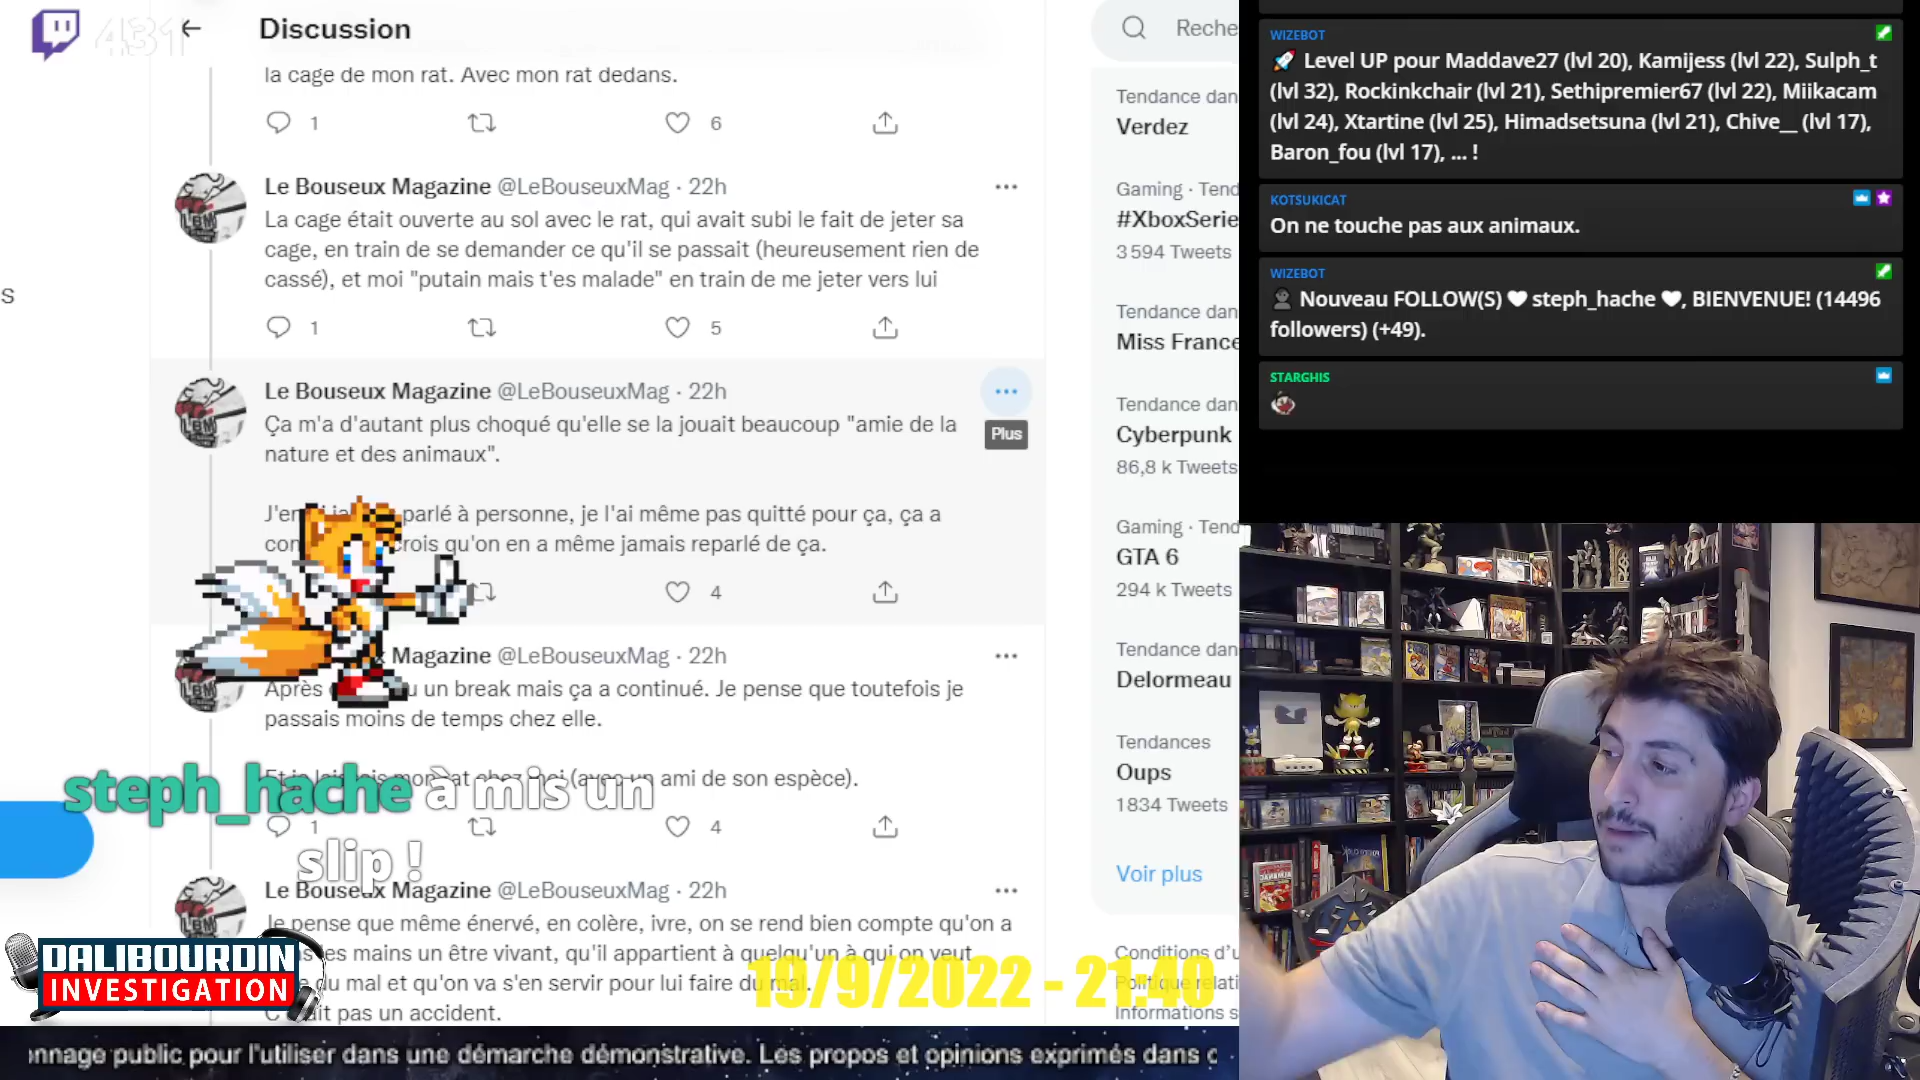 431
Discussion
Reche
la cage de mon rat. Avec mon rat dedans.
1
6
Le Bouseux Magazine @LeBouseuxMag · 22h
La cage était ouverte au sol avec le rat, qui avait subi le fait de jeter sa
cage, en train de se demander ce qu'il se passait (heureusement rien de
cassé), et moi "putain mais t'es malade" en train de me jeter vers lui
1
5
Le Bouseux Magazine @LeBouseuxMag · 22h
Plus
Ça m'a d'autant plus choqué qu'elle se la jouait beaucoup "amie de la
nature et des animaux".
parlé à personne, je l'ai même pas quitté pour ça, ça a
crois qu'on en a même jamais reparlé de ça.
4
Magazine @LeBouseuxMag · 22h
Après un break mais ça a continué. Je pense que toutefois je
passais moins de temps chez elle.
ami de son espèce).
steph_hache à mis un
slip !
1
4
Le Bouseux Magazine @LeBouseuxMag · 22h
Je pense que même énervé, en colère, ivre, on se rend bien compte qu'on a
les mains un être vivant, qu'il appartient à quelqu'un à qui on veut
du mal et qu'on va s'en servir pour lui faire du mal.
pas un accident.
s
DALIBOURDIN
INVESTIGATION
19/9/2022 - 21:40
onnage public pour l'utiliser dans une démarche démonstrative. Les propos et opinions exprimés dans c
Tendance dan
Verdez
Gaming · Tend
#XboxSerie
3 594 Tweets
Tendance dan
Miss France
Tendance dan
Cyberpunk
86,8 k Tweets
Gaming · Tend
GTA 6
294 k Tweets
Tendance dan
Delormeau
Tendances
Oups
1 834 Tweets
Voir plus
Conditions d'u
Politique relati
Informations s
WIZEBOT
Level UP pour Maddave27 (lvl 20), Kamijess (lvl 22), Sulph_t
(lvl 32), Rockinkchair (lvl 21), Sethipremier67 (lvl 22), Miikacam
(lvl 24), Xtartine (lvl 25), Himadsetsuna (lvl 21), Chive__ (lvl 17),
Baron_fou (lvl 17), ... !
KOTSUKICAT
On ne touche pas aux animaux.
WIZEBOT
Nouveau FOLLOW(S) ♥ steph_hache ♥, BIENVENUE! (14496
followers) (+49).
STARGHIS